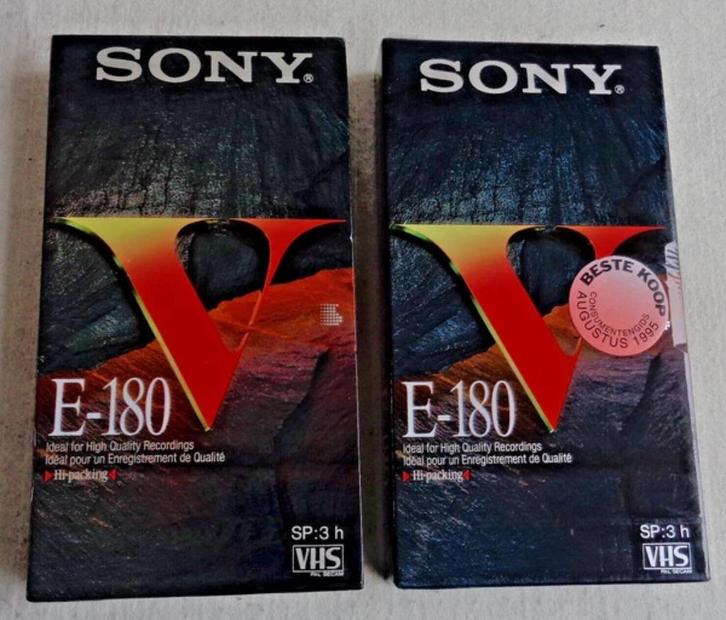 SONY®
V
E-180
Ideal for High Quality Recordings
Idéal pour un Enregistrement de Qualité
Hi-packing
SP:3 h
VHS
PAL SECAM
SONY®
V
BESTE KOOP
CONSUMENTENGIDS
AUGUSTUS 1995
E-180
Ideal for High Quality Recordings
Idéal pour un Enregistrement de Qualité
Hi-packing
SP:3 h
VHS
PAL SECAM